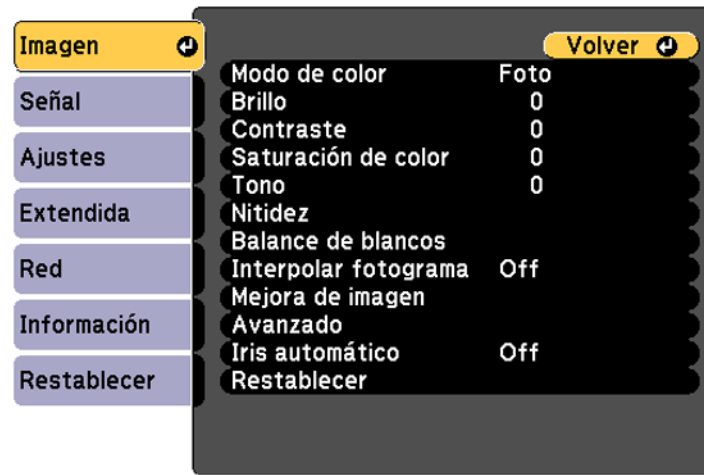 Imagen
Señal
Ajustes
Extendida
Red
Información
Restablecer
Volver
Modo de color Foto
Brillo 0
Contraste 0
Saturación de color 0
Tono 0
Nitidez
Balance de blancos
Interpolar fotograma Off
Mejora de imagen
Avanzado
Iris automático Off
Restablecer